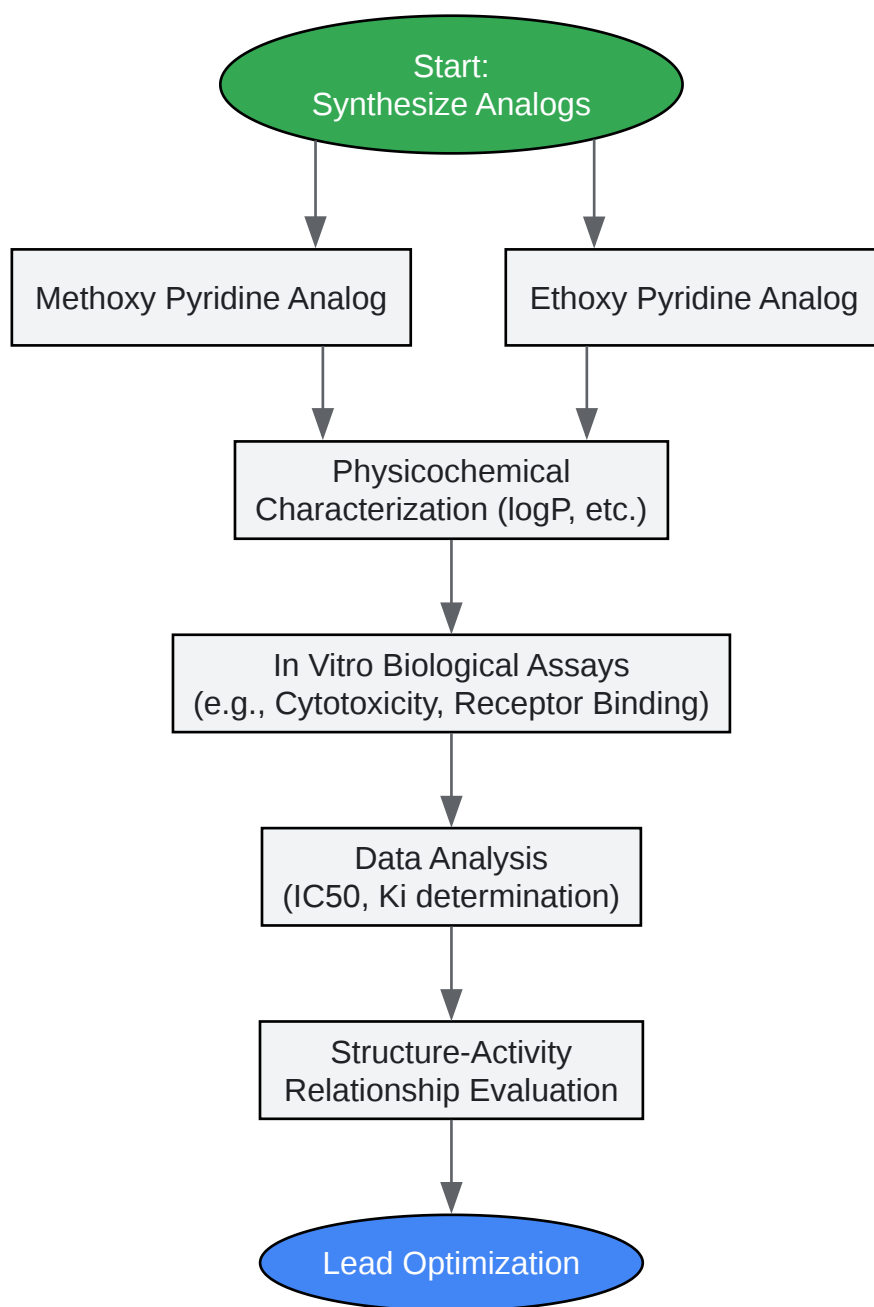 Start:
Synthesize Analogs
Methoxy Pyridine Analog
Ethoxy Pyridine Analog
Physicochemical
Characterization (logP, etc.)
In Vitro Biological Assays
(e.g., Cytotoxicity, Receptor Binding)
Data Analysis
(IC50, Ki determination)
Structure-Activity
Relationship Evaluation
Lead Optimization